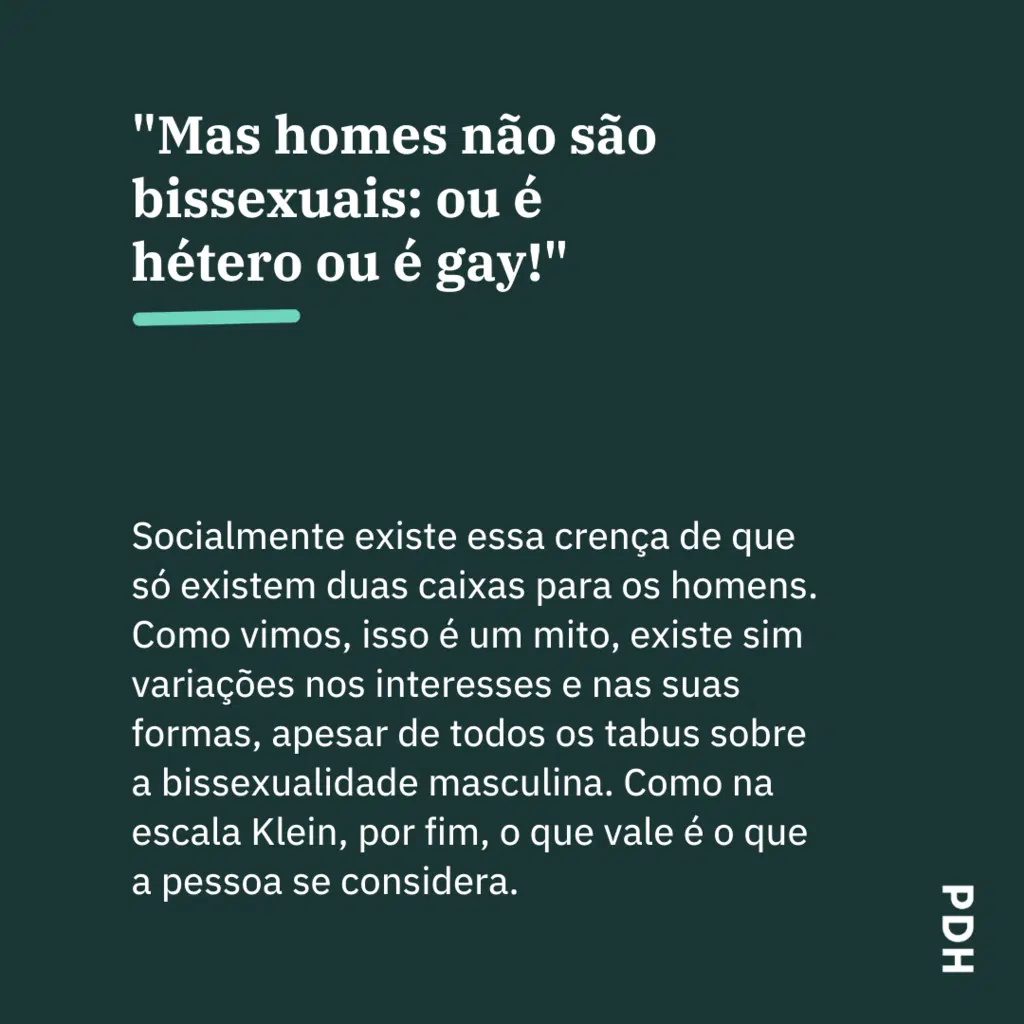 "Mas homes não são
bissexuais: ou é
hétero ou é gay!"
Socialmente existe essa crença de que
só existem duas caixas para os homens.
Como vimos, isso é um mito, existe sim
variações nos interesses e nas suas
formas, apesar de todos os tabus sobre
a bissexualidade masculina. Como na
escala Klein, por fim, o que vale é o que
a pessoa se considera.
PDH